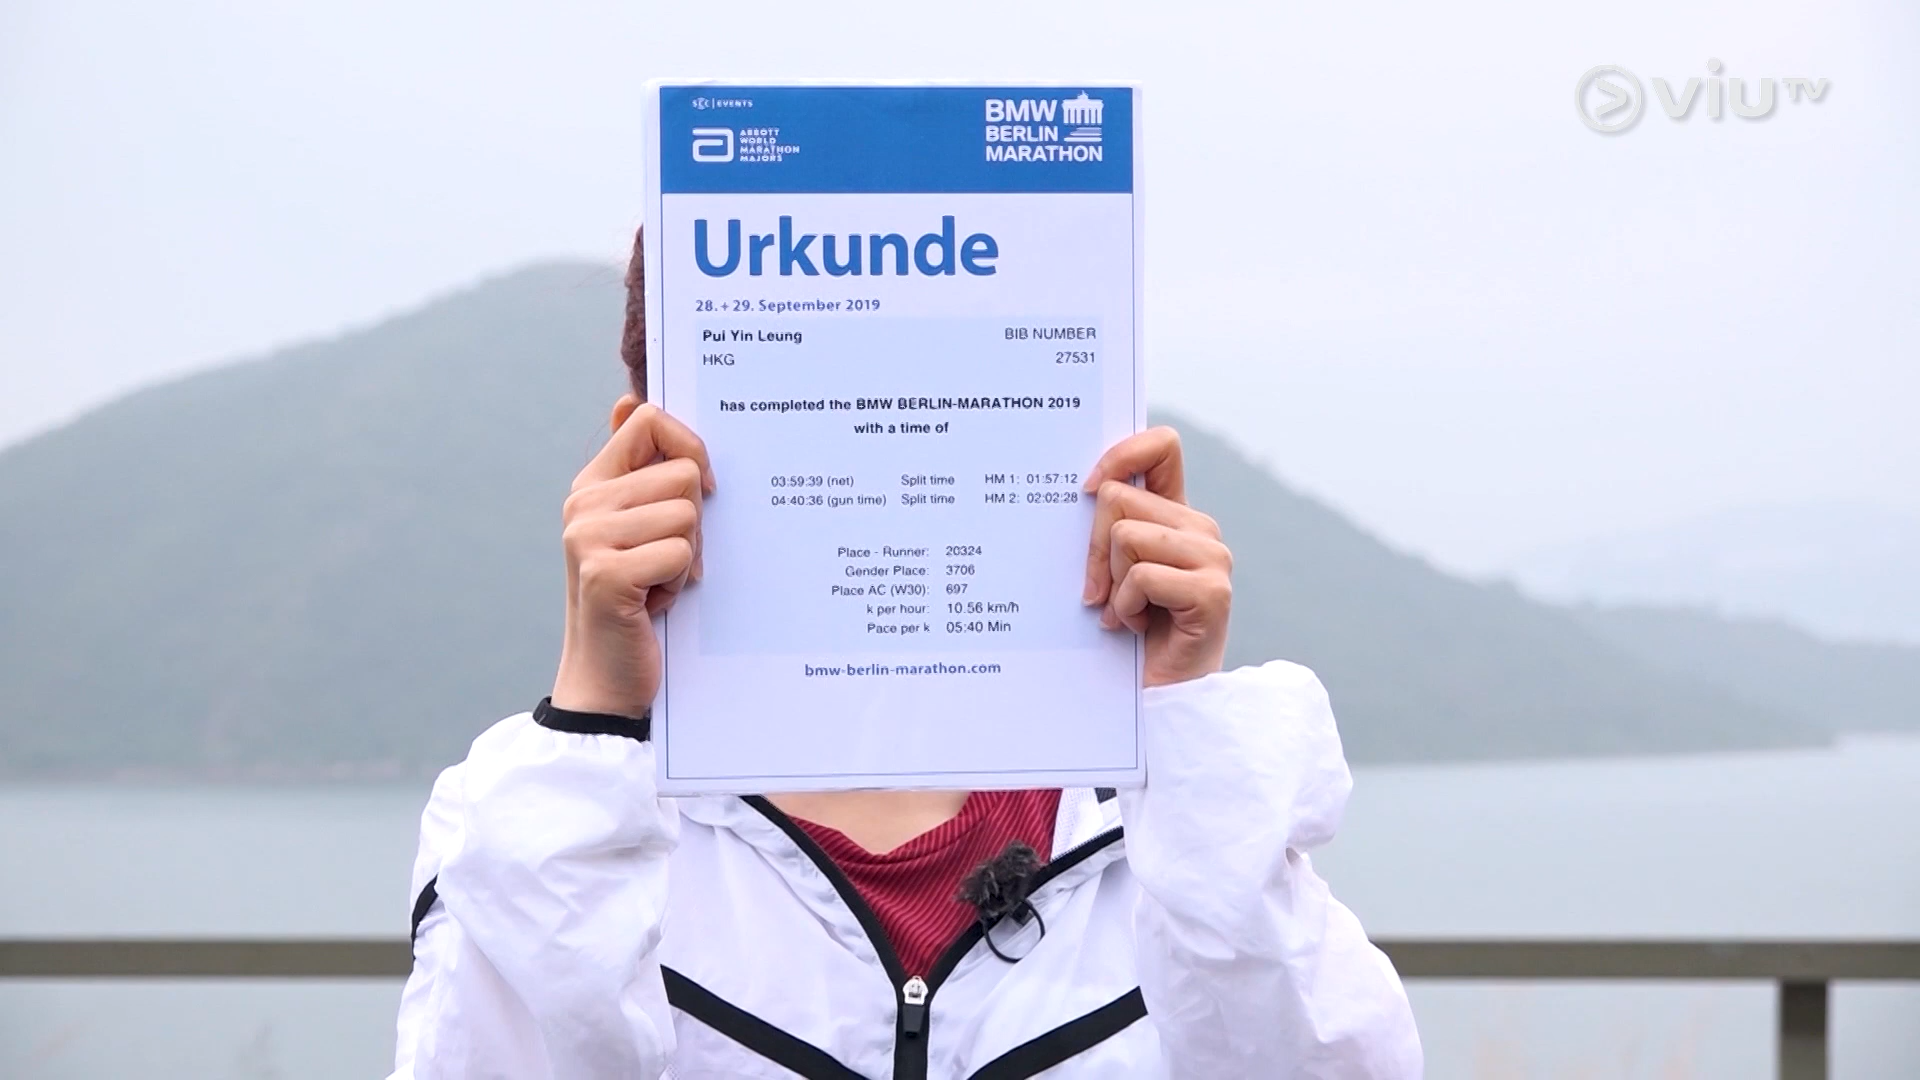 viuTV
SCC | EVENTS
ABBOTT
WORLD
MARATHON
MAJORS
BMW
BERLIN
MARATHON
Urkunde
28. + 29. September 2019
Pui Yin Leung BIB NUMBER
HKG 27531
has completed the BMW BERLIN-MARATHON 2019
with a time of
03:59:39 (net) Split time HM 1: 01:57:12
04:40:36 (gun time) Split time HM 2: 02:02:28
Place - Runner: 20324
Gender Place: 3706
Place AC (W30): 697
k per hour: 10.56 km/h
Pace per k 05:40 Min
bmw-berlin-marathon.com